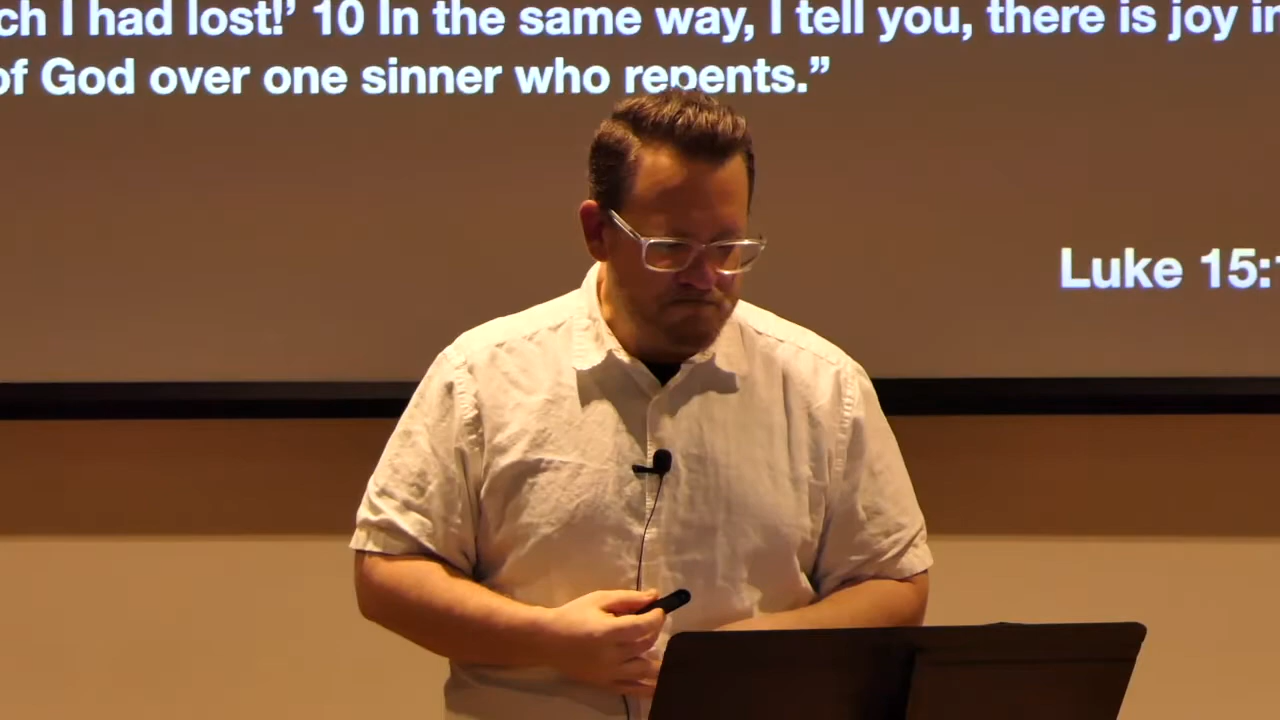 ch I had lost!’ 10 In the same way, I tell you, there is joy in
of God over one sinner who repents.”
Luke 15: